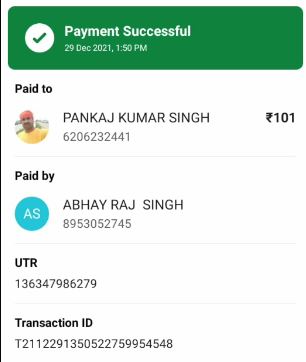 Payment Successful
29 Dec 2021, 1:50 PM
Paid to
PANKAJ KUMAR SINGH ₹101
6206232441
Paid by
AS ABHAY RAJ SINGH
8953052745
UTR
136347986279
Transaction ID
T2112291350522759954548